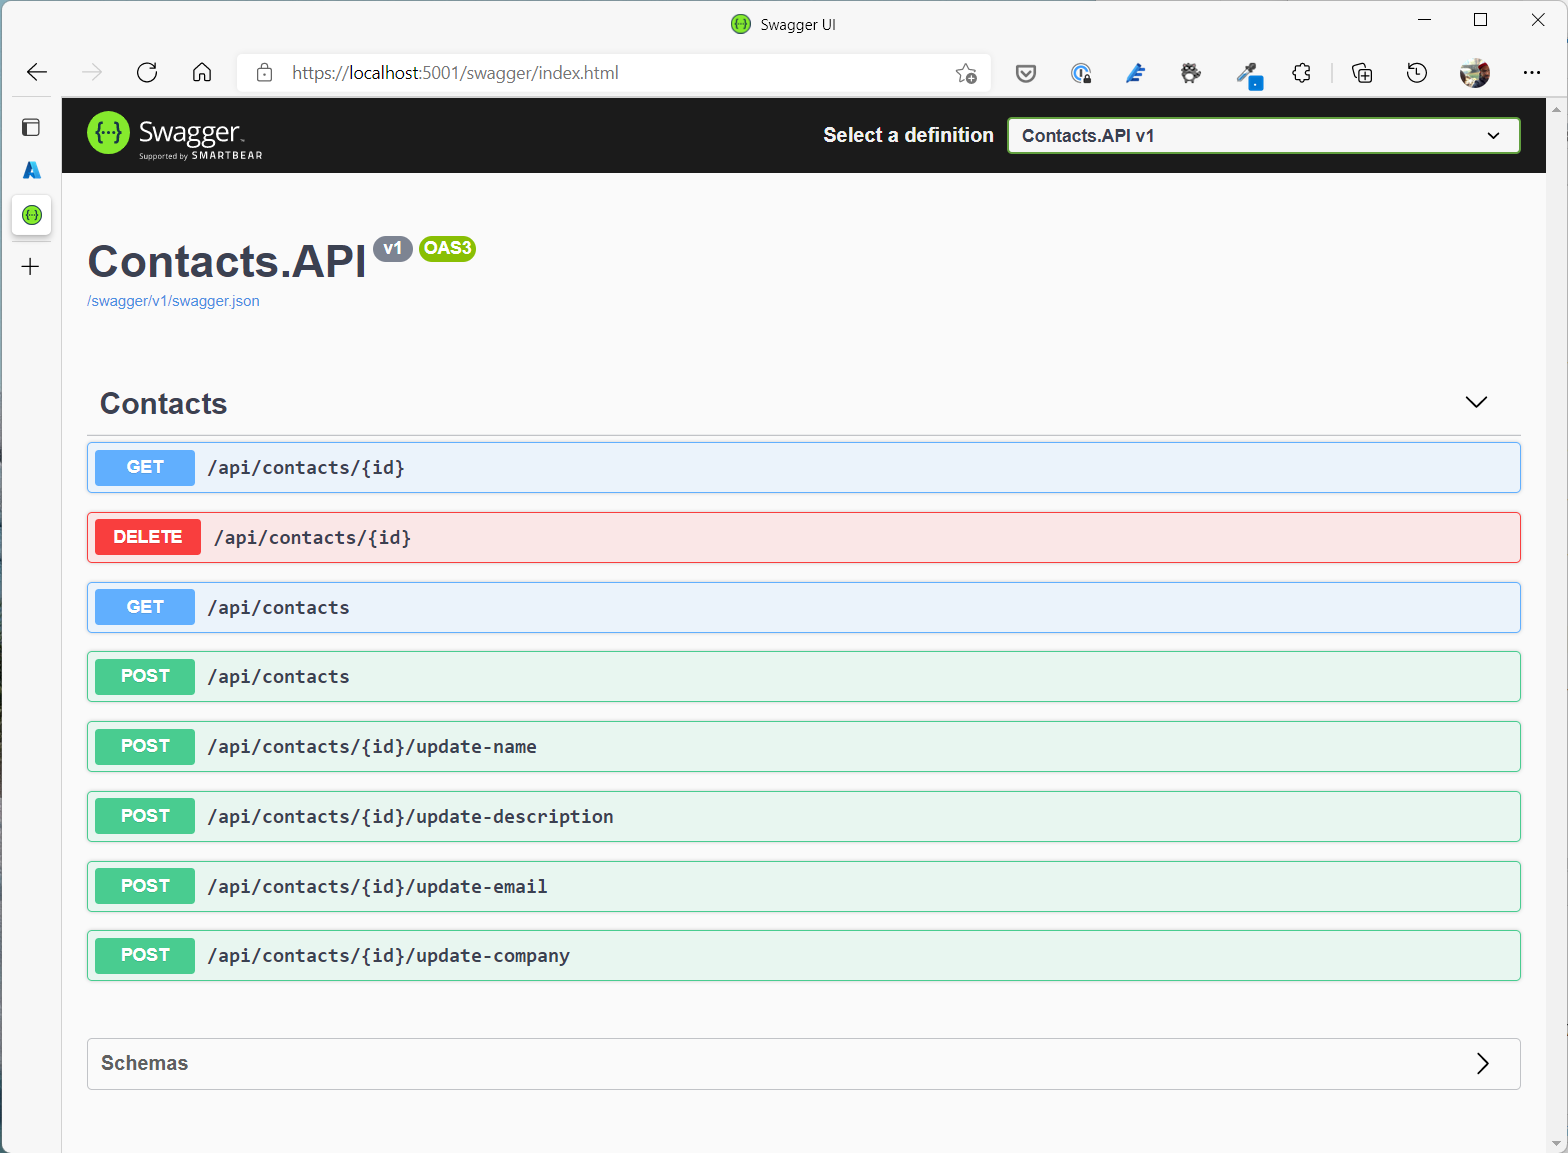 Swagger UI
https://localhost:5001/swagger/index.html
Swagger™
Supported by SMARTBEAR
Select a definition
Contacts.API v1
Contacts.API v1 OAS3
/swagger/v1/swagger.json
Contacts
GET /api/contacts/{id}
DELETE /api/contacts/{id}
GET /api/contacts
POST /api/contacts
POST /api/contacts/{id}/update-name
POST /api/contacts/{id}/update-description
POST /api/contacts/{id}/update-email
POST /api/contacts/{id}/update-company
Schemas